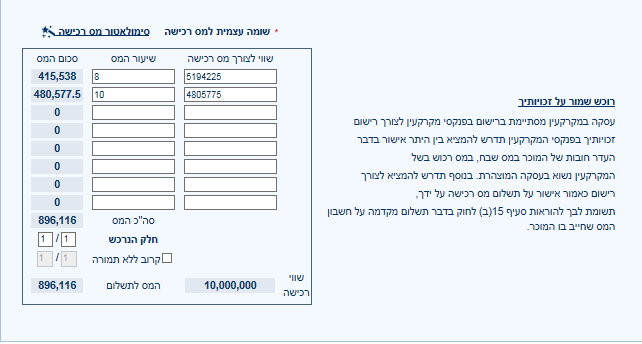 * שומה עצמית למס רכישה סימולאטור מס רכישה
שווי לצורך מס רכישה שיעור המס סכום המס
5194225 8 415,538
4805775 10 480,577.5
0
0
0
0
0
0
סה"כ המס 896,116
חלק הנרכש 1 / 1
קרוב ללא תמורה 1 / 1
שווי רכישה 10,000,000 המס לתשלום 896,116
רוכש שמור על זכויותיך
עסקה במקרקעין מסתיימת ברישום בפנקסי מקרקעין לצורך רישום
זכויותיך בפנקסי המקרקעין תדרש להמציא בין היתר אישור בדבר
העדר חובות של המוכר במס שבח, במס רכוש בשל
המקרקעין נשוא בעסקה המוצהרת. בנוסף תדרש להמציא לצורך
רישום כאמור אישור על תשלום מס רכישה על ידך,
תשומת לבך להוראות סעיף 15(ב) לחוק בדבר תשלום מקדמה על חשבון
המס שחייב בו המוכר.